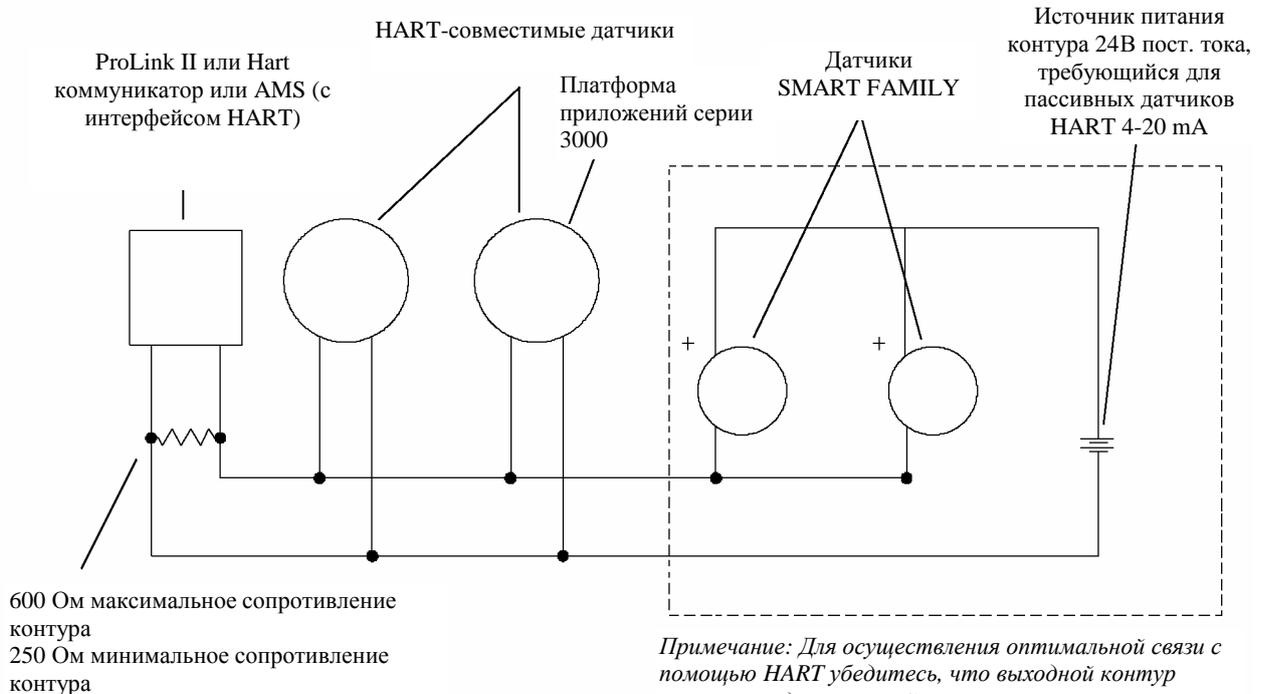 HART-совместимые датчики
ProLink II или Hart
коммуникатор или AMS (с
интерфейсом HART)
Платформа
приложений серии
3000
Датчики
SMART FAMILY
Источник питания
контура 24В пост. тока,
требующийся для
пассивных датчиков
HART 4-20 mA
+
+
600 Ом максимальное сопротивление
контура
250 Ом минимальное сопротивление
контура
Примечание: Для осуществления оптимальной связи с
помощью HART убедитесь, что выходной контур